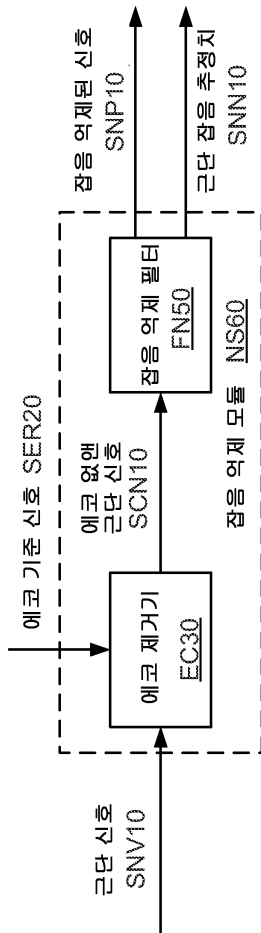 근단 신호
SNV10
에코 기준 신호 SER20
에코 제거기
EC30
에코 없앤
근단 신호
SCN10
잡음 억제 필터
FN50
잡음 억제 모듈 NS60
잡음 억제된 신호
SNP10
근단 잡음 추정치
SNN10